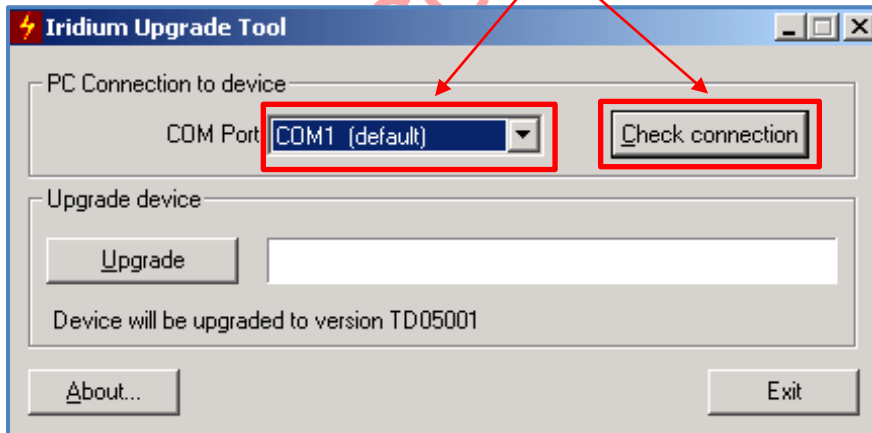 Iridium Upgrade Tool
PC Connection to device
COM Port COM1 (default) Check connection
Upgrade device
Upgrade
Device will be upgraded to version TD05001
About... Exit